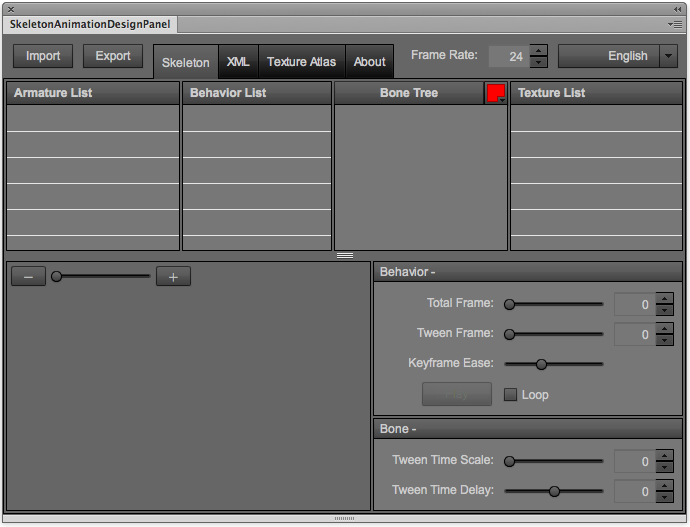 SkeletonAnimationDesignPanel
Import Export Skeleton XML Texture Atlas About Frame Rate: 24 English
Armature List Behavior List Bone Tree Texture List
Behavior -
Total Frame: 0
Tween Frame: 0
Keyframe Ease:
Play Loop
Bone -
Tween Time Scale: 0
Tween Time Delay: 0